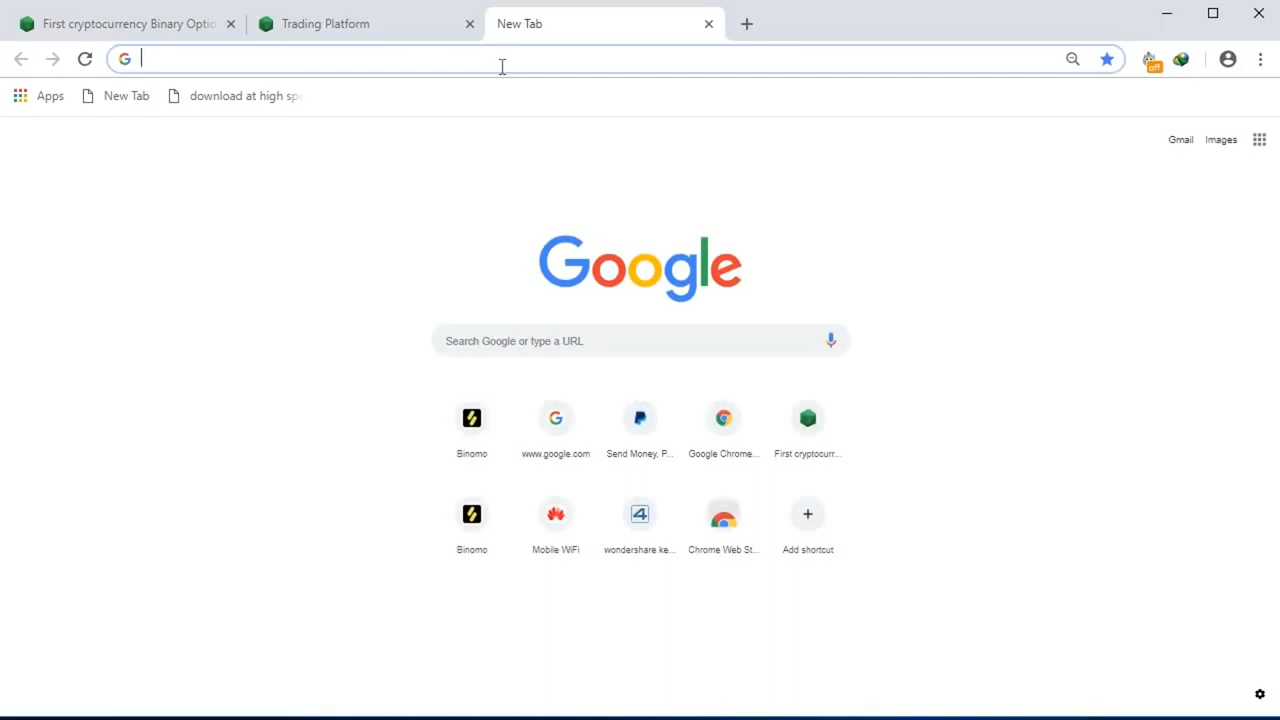 First cryptocurrency Binary Optio
Trading Platform
New Tab
off
Apps
New Tab
download at high spe
Gmail
Images
Google
Search Google or type a URL
Binomo
www.google.com
Send Money, P...
Google Chrome...
First cryptocurr...
Binomo
Mobile WiFi
wondershare ke...
Chrome Web St...
Add shortcut